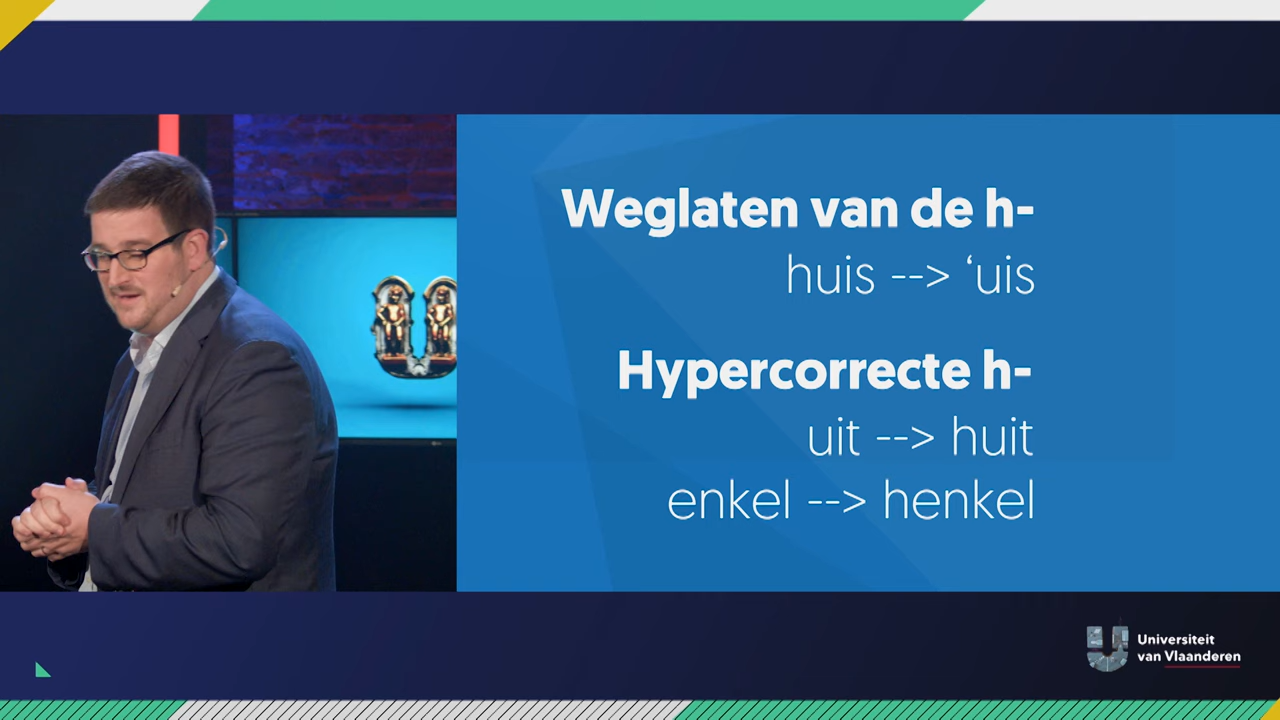 Weglaten van de h-
huis --> ‘uis
Hypercorrecte h-
uit --> huit
enkel --> henkel
Universiteit
van Vlaanderen